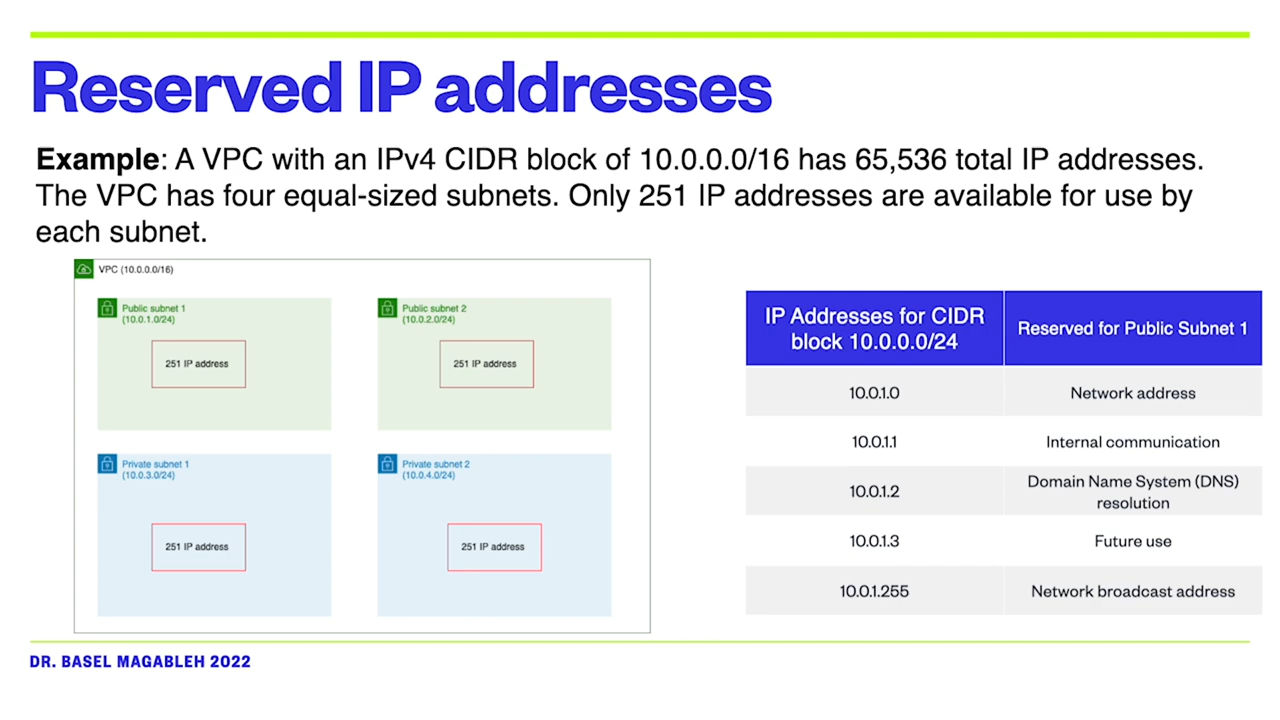 Reserved IP addresses
Example: A VPC with an IPv4 CIDR block of 10.0.0.0/16 has 65,536 total IP addresses.
The VPC has four equal-sized subnets. Only 251 IP addresses are available for use by
each subnet.
VPC (10.0.0.0/16)
Public subnet 1
(10.0.1.0/24)
251 IP address
Public subnet 2
(10.0.2.0/24)
251 IP address
Private subnet 1
(10.0.3.0/24)
251 IP address
Private subnet 2
(10.0.4.0/24)
251 IP address
IP Addresses for CIDR
block 10.0.0.0/24
Reserved for Public Subnet 1
10.0.1.0
Network address
10.0.1.1
Internal communication
10.0.1.2
Domain Name System (DNS)
resolution
10.0.1.3
Future use
10.0.1.255
Network broadcast address
DR. BASEL MAGABLEH 2022